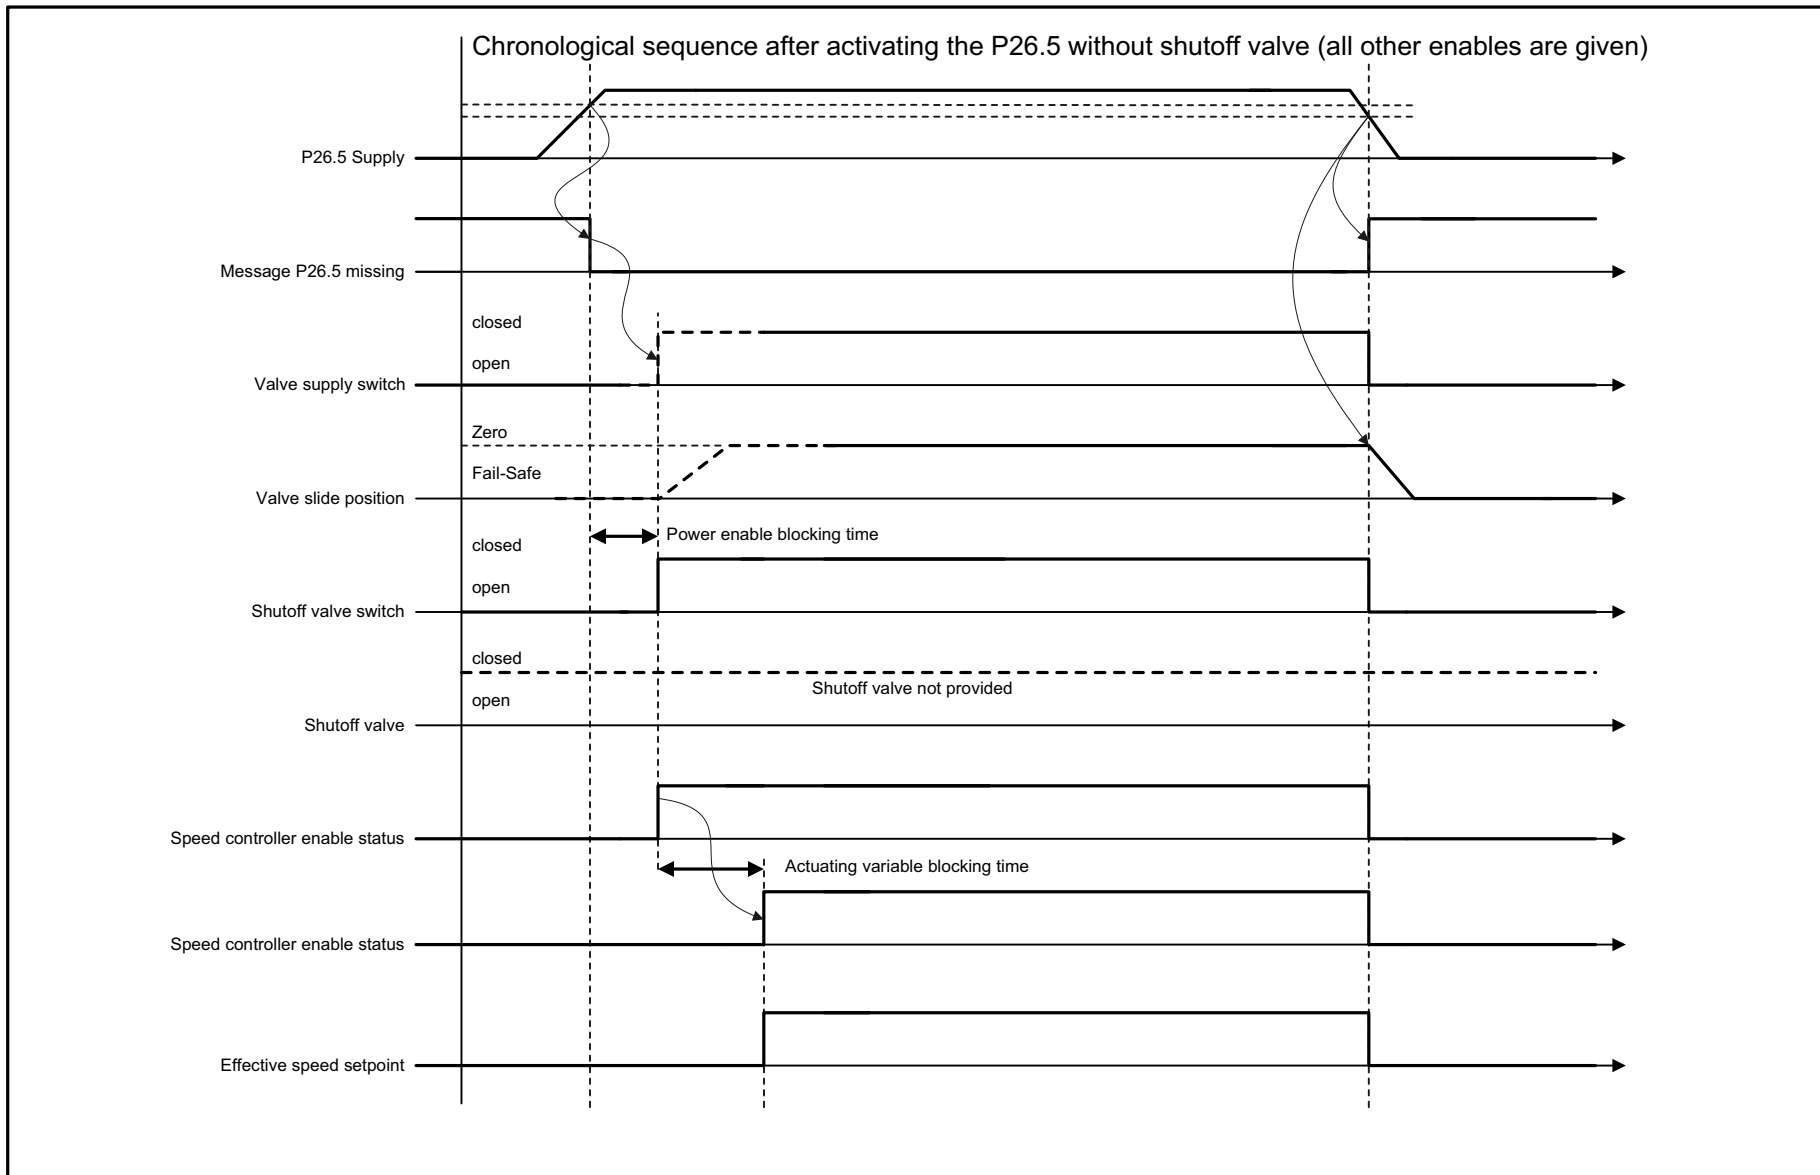 Chronological sequence after activating the P26.5 without shutoff valve (all other enables are given)
P26.5 Supply
Message P26.5 missing
closed
open
Valve supply switch
Zero
Fail-Safe
Valve slide position
Power enable blocking time
closed
open
Shutoff valve switch
closed
Shutoff valve not provided
open
Shutoff valve
Speed controller enable status
Actuating variable blocking time
Speed controller enable status
Effective speed setpoint